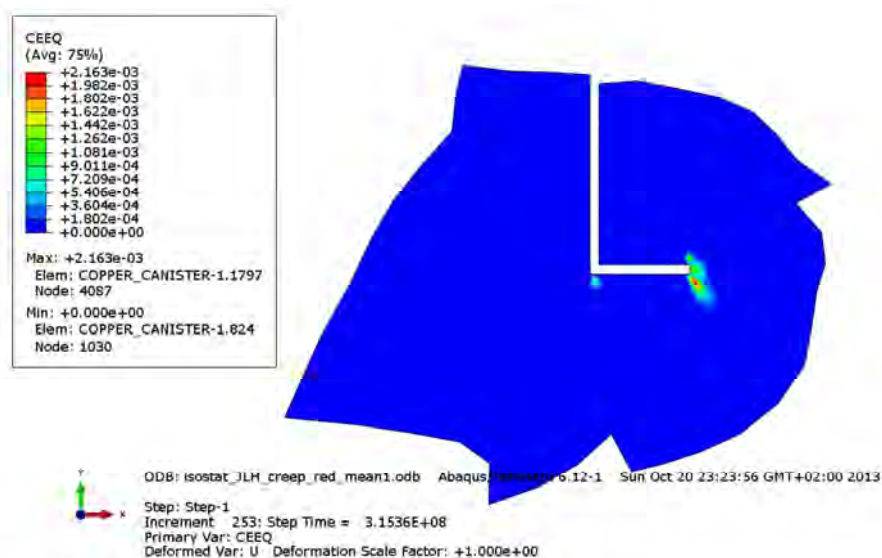 CEEQ
(Avg: 75%)
+2.163e-03
+1.982e-03
+1.802e-03
+1.622e-03
+1.442e-03
+1.262e-03
+1.081e-03
+9.011e-04
+7.209e-04
+5.406e-04
+3.604e-04
+1.802e-04
+0.000e+00
Max: +2.163e-03
Elem: COPPER_CANISTER-1.1797
Node: 4087
Min: +0.000e+00
Elem: COPPER_CANISTER-1.824
Node: 1030
ODB: isostat_JLH_creep_red_mean1.odb Abaqus 6.12-1 Sun Oct 20 23:23:56 GMT+02:00 2013
Y
X
Step: Step-1
Increment 253: Step Time = 3.1536E+08
Primary Var: CEEQ
Deformed Var: U Deformation Scale Factor: +1.000e+00